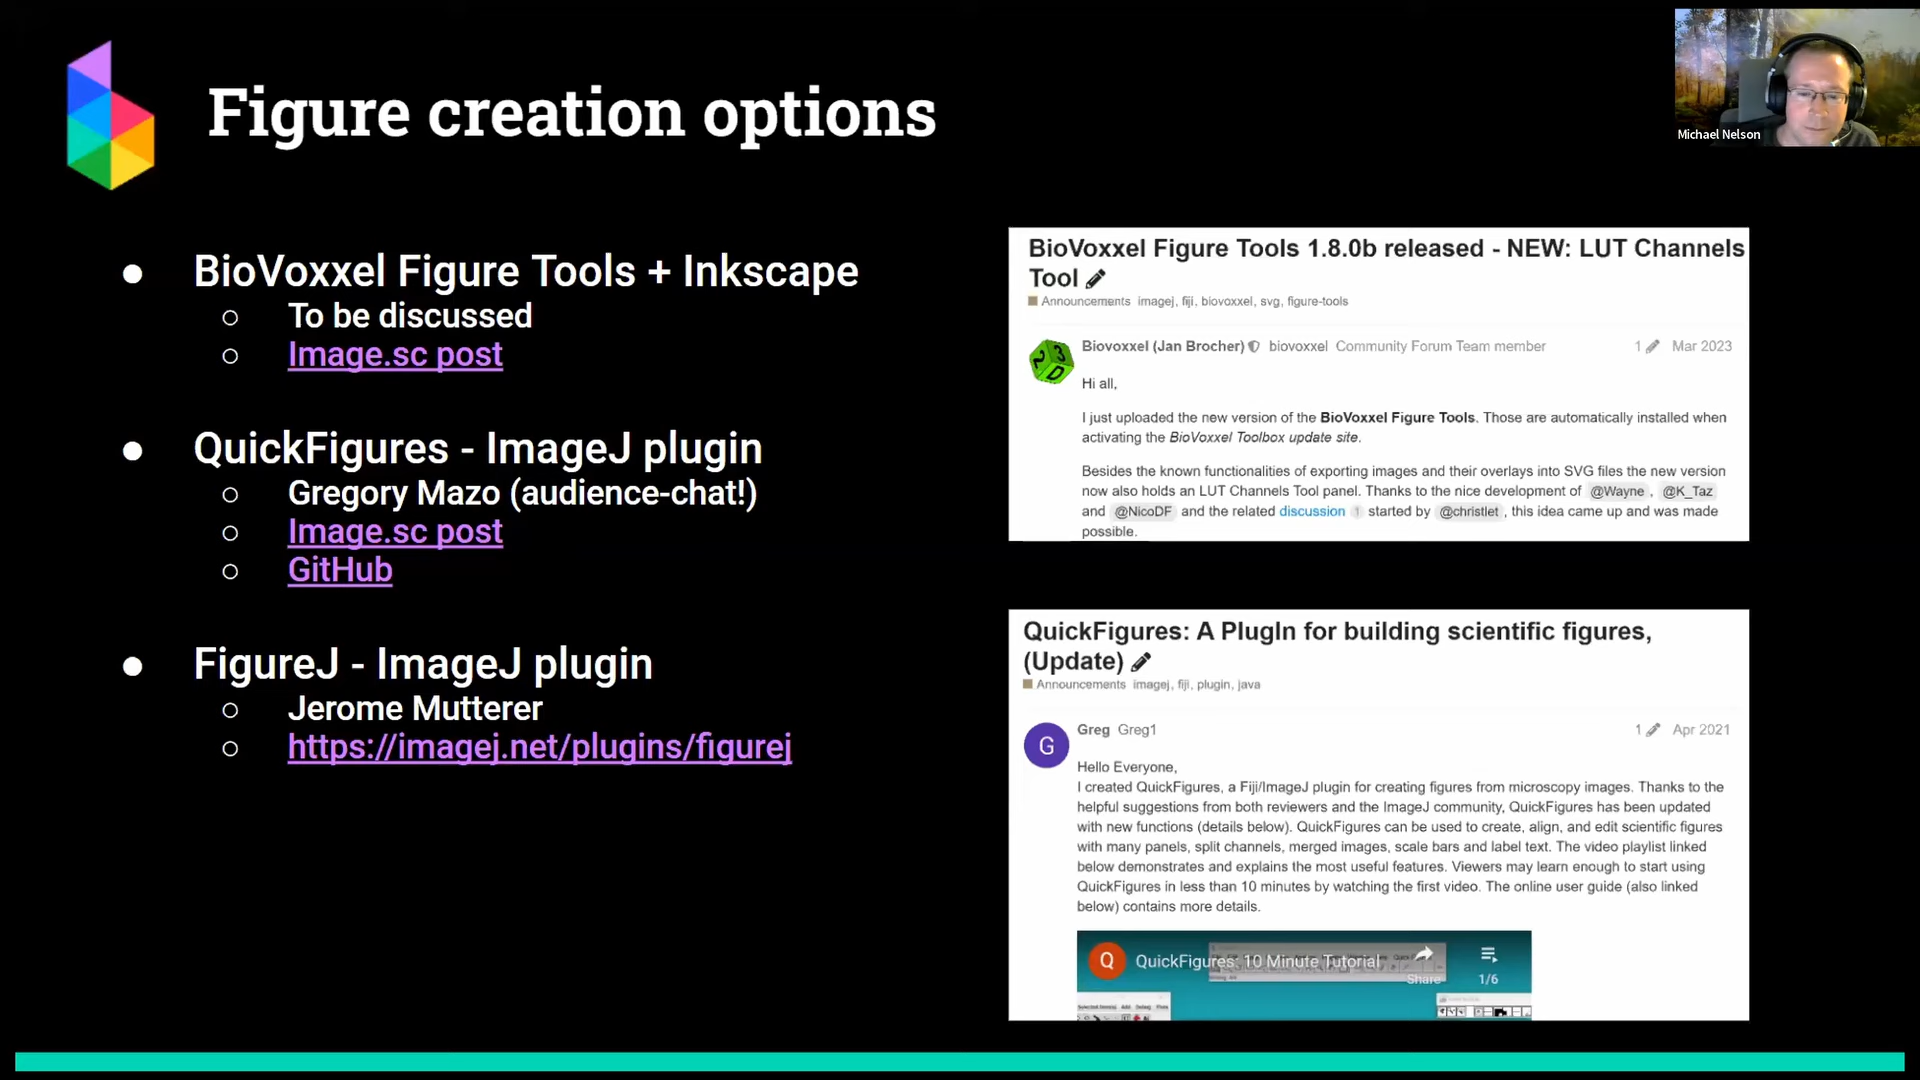 Figure creation options
Michael Nelson
BioVoxxel Figure Tools + Inkscape
To be discussed
Image.sc post
QuickFigures - ImageJ plugin
Gregory Mazo (audience-chat!)
Image.sc post
GitHub
FigureJ - ImageJ plugin
Jerome Mutterer
https://imagej.net/plugins/figurej
BioVoxxel Figure Tools 1.8.0b released - NEW: LUT Channels
Tool
Announcements imagej, fiji, biovoxxel, svg, figure-tools
Biovoxxel (Jan Brocher) biovoxxel Community Forum Team member 1 Mar 2023
Hi all,
I just uploaded the new version of the BioVoxxel Figure Tools. Those are automatically installed when
activating the BioVoxxel Toolbox update site.
Besides the known functionalities of exporting images and their overlays into SVG files the new version
now also holds an LUT Channels Tool panel. Thanks to the nice development of @Wayne, @K_Taz
and @NicoDF and the related discussion 1 started by @christlet, this idea came up and was made
possible.
QuickFigures: A PlugIn for building scientific figures,
(Update)
Announcements imagej, fiji, plugin, java
G
Greg Greg1 1 Apr 2021
Hello Everyone,
I created QuickFigures, a Fiji/ImageJ plugin for creating figures from microscopy images. Thanks to the
helpful suggestions from both reviewers and the ImageJ community, QuickFigures has been updated
with new functions (details below). QuickFigures can be used to create, align, and edit scientific figures
with many panels, split channels, merged images, scale bars and label text. The video playlist linked
below demonstrates and explains the most useful features. Viewers may learn enough to start using
QuickFigures in less than 10 minutes by watching the first video. The online user guide (also linked
below) contains more details.
Q QuickFigures: 10 Minute Tutorial
Share 1/6